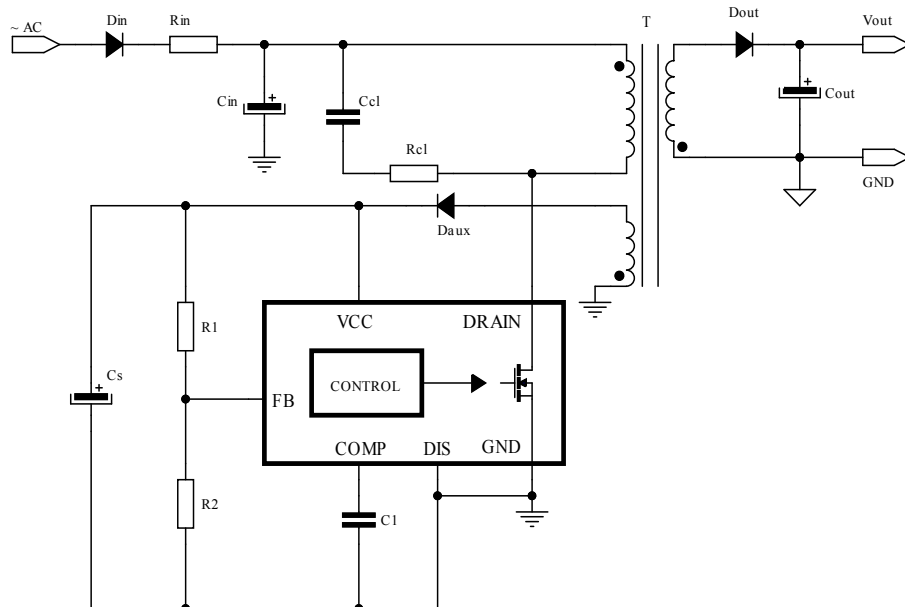 ~ AC
Din
Rin
T
Dout
Vout
Cin
+
Ccl
+
Cout
Rcl
GND
Daux
VCC
DRAIN
R1
CONTROL
Cs
+
FB
COMP
DIS
GND
R2
C1